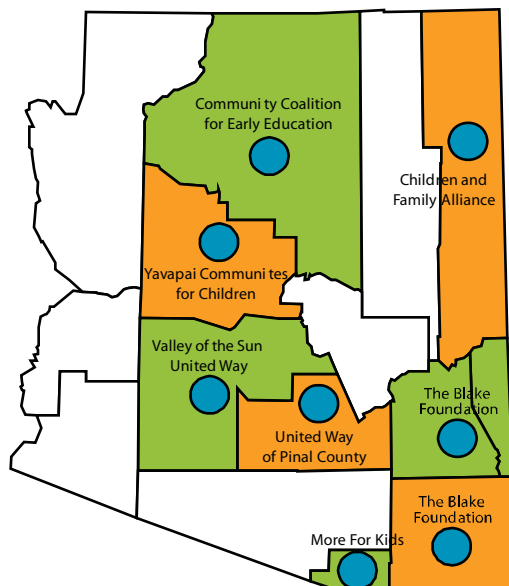 Community Coalition
for Early Education
Children and
Family Alliance
Yavapai Communites
for Children
Valley of the Sun
United Way
The Blake
Foundation
United Way
of Pinal County
The Blake
Foundation
More For Kids